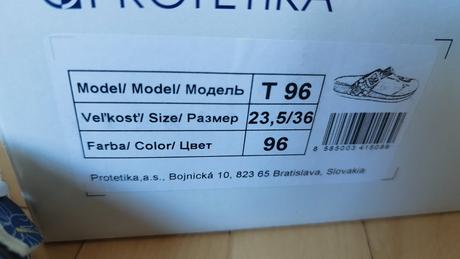 PROTETIKA
Model/ Model/ Модель T 96
Veľkosť/ Size/ Размер 23,5/36
Farba/ Color/ Цвет 96
8 585003 415086
Protetika,a.s., Bojnická 10, 823 65 Bratislava, Slovakia